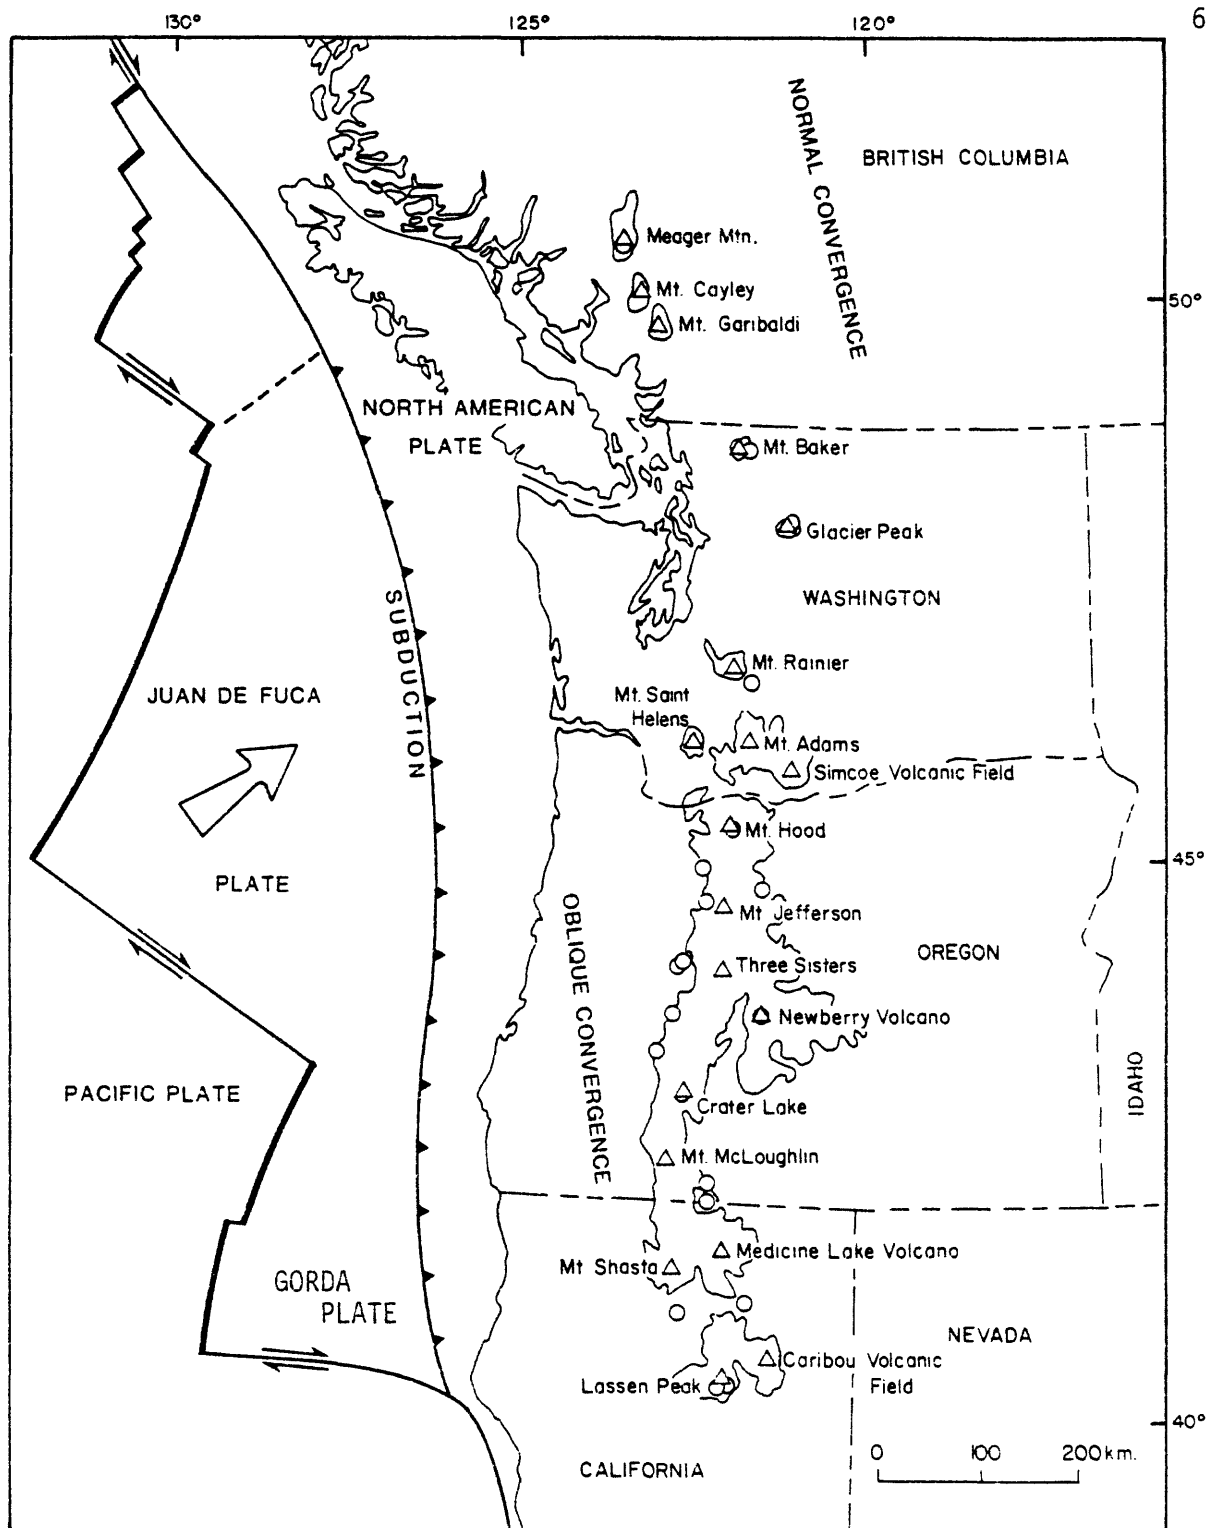 6
130°
125°
120°
NORMAL CONVERGENCE
BRITISH COLUMBIA
Meager Mtn.
Mt. Cayley
50°
Mt. Garibaldi
NORTH AMERICAN
PLATE
Mt. Baker
Glacier Peak
WASHINGTON
SUBDUCTION
Mt. Rainier
JUAN DE FUCA
Mt. Saint
Helens
Mt. Adams
Simcoe Volcanic Field
Mt. Hood
45°
PLATE
OBLIQUE CONVERGENCE
Mt Jefferson
OREGON
Three Sisters
Newberry Volcano
IDAHO
PACIFIC PLATE
Crater Lake
Mt. McLoughlin
Medicine Lake Volcano
Mt Shasta
GORDA
PLATE
NEVADA
Caribou Volcanic
Field
Lassen Peak
40°
0 100 200 km.
CALIFORNIA